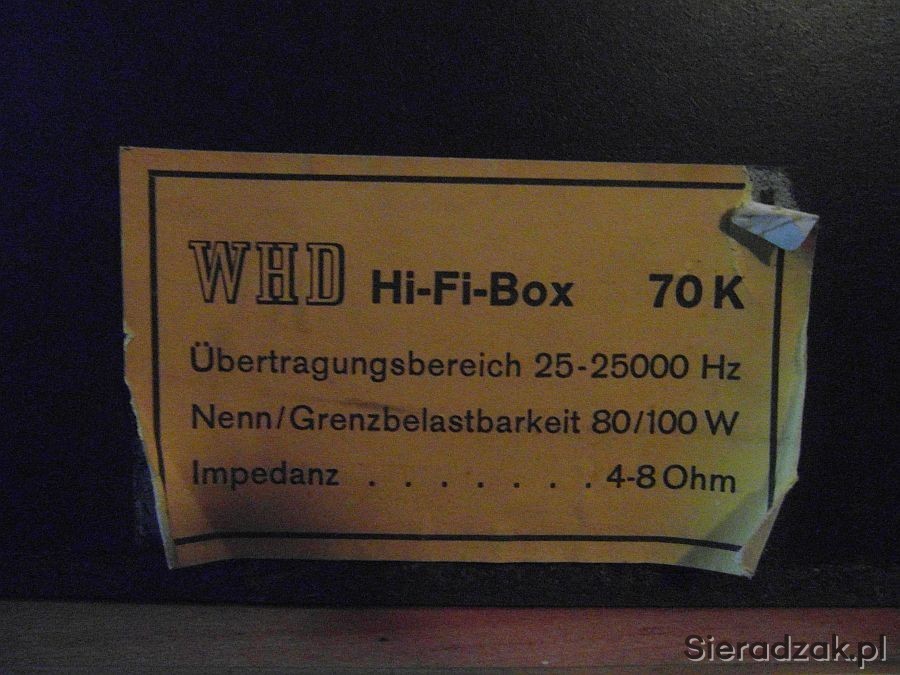 WHD Hi-Fi-Box 70 K
Übertragungsbereich 25-25000 Hz
Nenn/Grenzbelastbarkeit 80/100 W
Impedanz . . . . . . . 4-8 Ohm
Sieradzak.pl